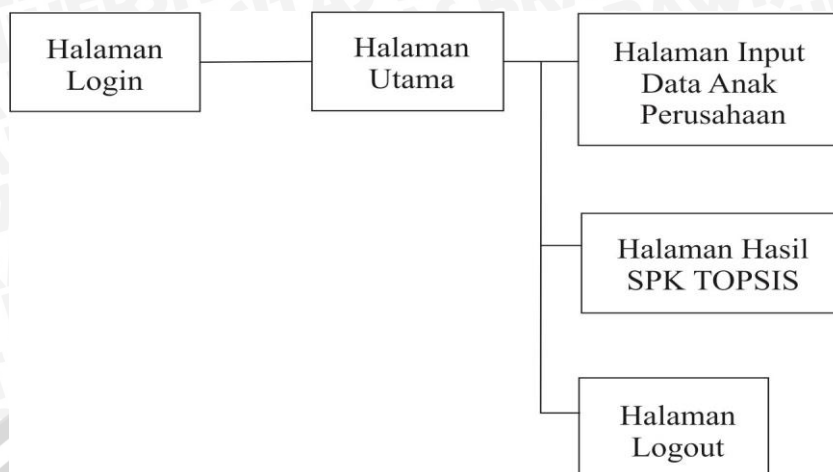 Halaman
Login
Halaman
Utama
Halaman Input
Data Anak
Perusahaan
Halaman Hasil
SPK TOPSIS
Halaman
Logout